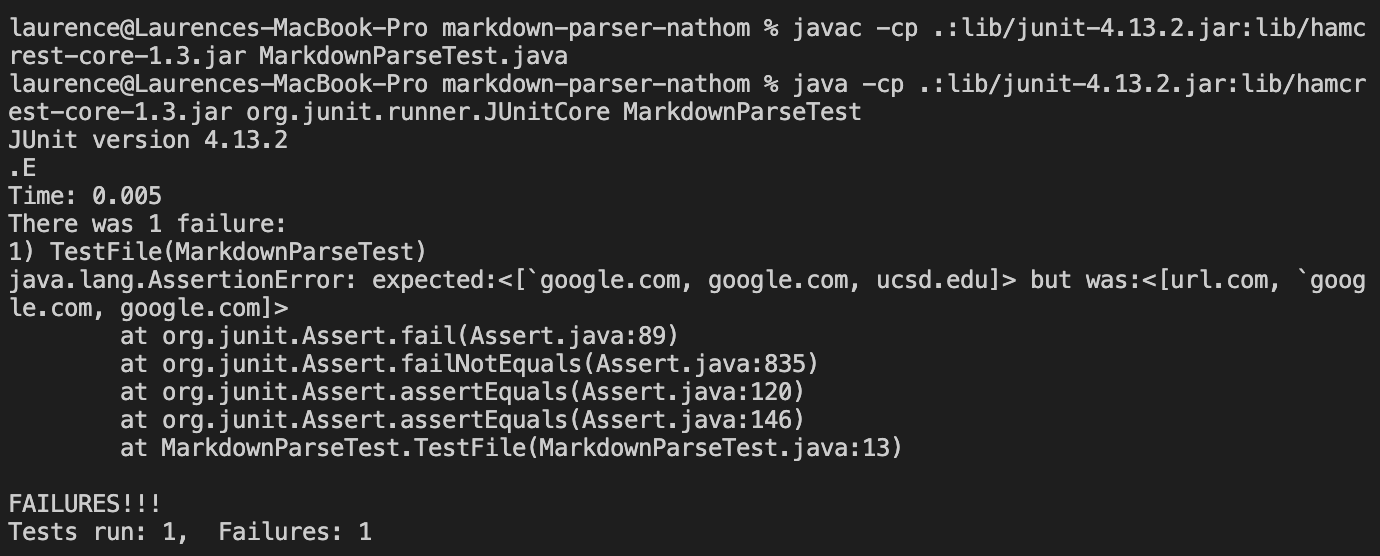 laurence@Laurences-MacBook-Pro markdown-parser-nathom % javac -cp .:lib/junit-4.13.2.jar:lib/hamc
rest-core-1.3.jar MarkdownParseTest.java
laurence@Laurences-MacBook-Pro markdown-parser-nathom % java -cp .:lib/junit-4.13.2.jar:lib/hamcr
est-core-1.3.jar org.junit.runner.JUnitCore MarkdownParseTest
JUnit version 4.13.2
.E
Time: 0.005
There was 1 failure:
1) TestFile(MarkdownParseTest)
java.lang.AssertionError: expected:<[`google.com, google.com, ucsd.edu]> but was:<[url.com, `goog
le.com, google.com]>
        at org.junit.Assert.fail(Assert.java:89)
        at org.junit.Assert.failNotEquals(Assert.java:835)
        at org.junit.Assert.assertEquals(Assert.java:120)
        at org.junit.Assert.assertEquals(Assert.java:146)
        at MarkdownParseTest.TestFile(MarkdownParseTest.java:13)

FAILURES!!!
Tests run: 1,  Failures: 1